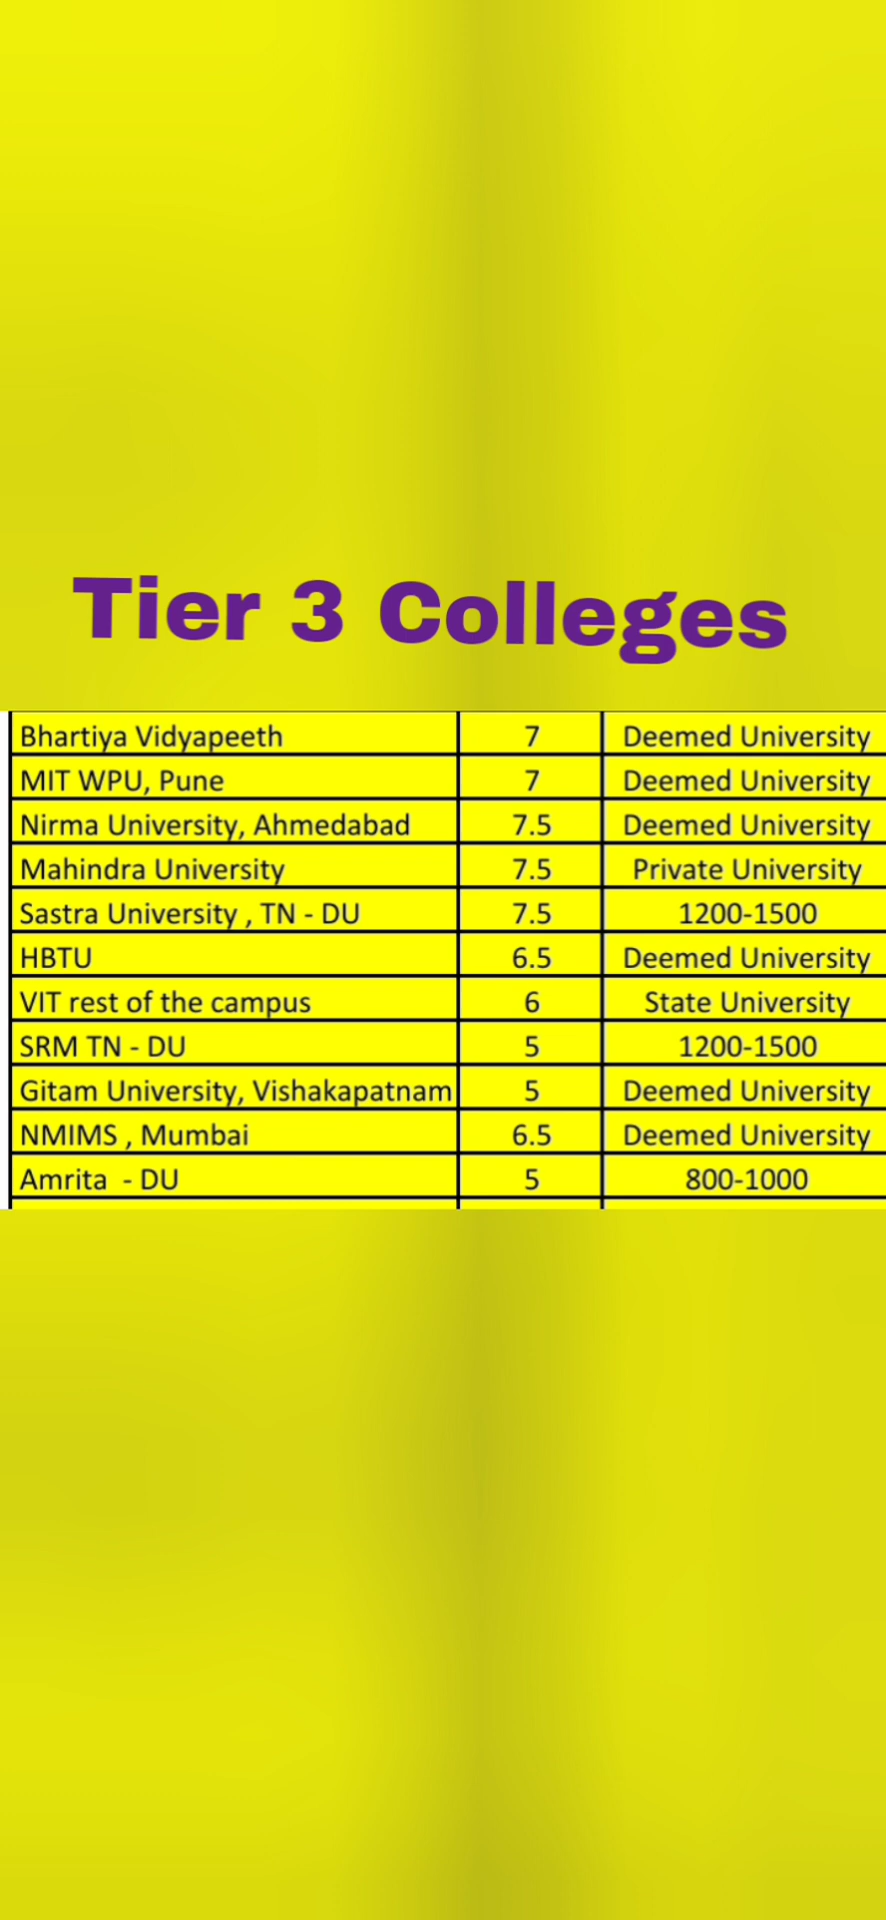 Tier 3 Colleges
Bhartiya Vidyapeeth 7 Deemed University
MIT WPU, Pune 7 Deemed University
Nirma University, Ahmedabad 7.5 Deemed University
Mahindra University 7.5 Private University
Sastra University , TN - DU 7.5 1200-1500
HBTU 6.5 Deemed University
VIT rest of the campus 6 State University
SRM TN - DU 5 1200-1500
Gitam University, Vishakapatnam 5 Deemed University
NMIMS , Mumbai 6.5 Deemed University
Amrita - DU 5 800-1000